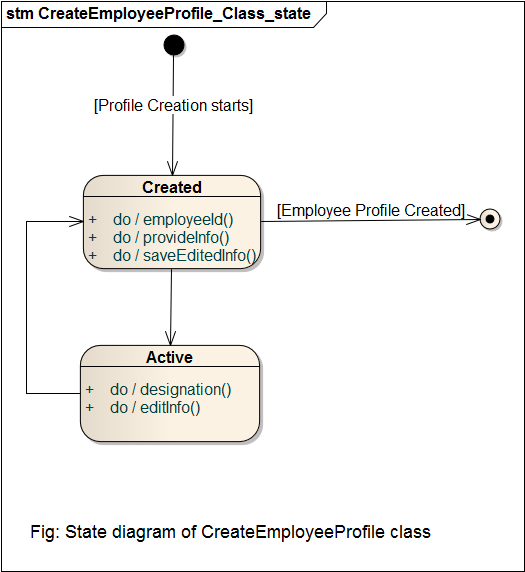 stm CreateEmployeeProfile_Class_state
[Profile Creation starts]
Created
+ do / employeeId()
+ do / provideInfo()
+ do / saveEditedInfo()
[Employee Profile Created]
Active
+ do / designation()
+ do / editInfo()
Fig: State diagram of CreateEmployeeProfile class